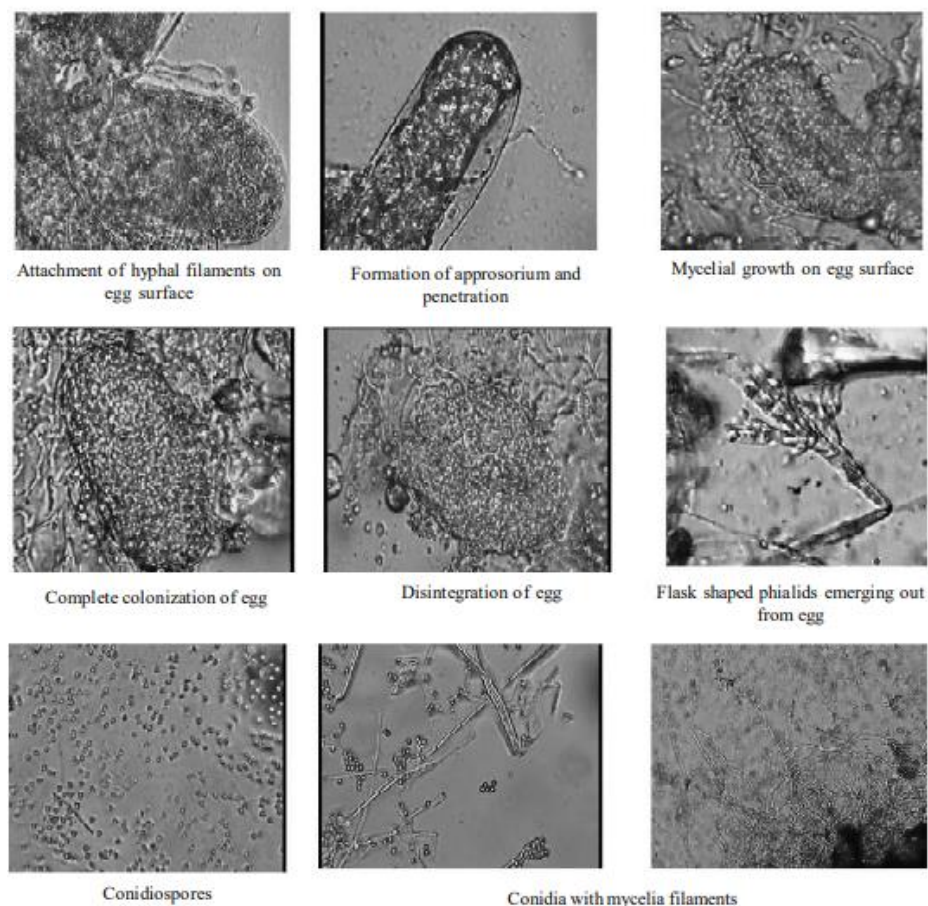 Attachment of hyphal filaments on
egg surface
Formation of approsorium and
penetration
Mycelial growth on egg surface
Complete colonization of egg
Disintegration of egg
Flask shaped phialids emerging out
from egg
Conidiospores
Conidia with mycelia filaments